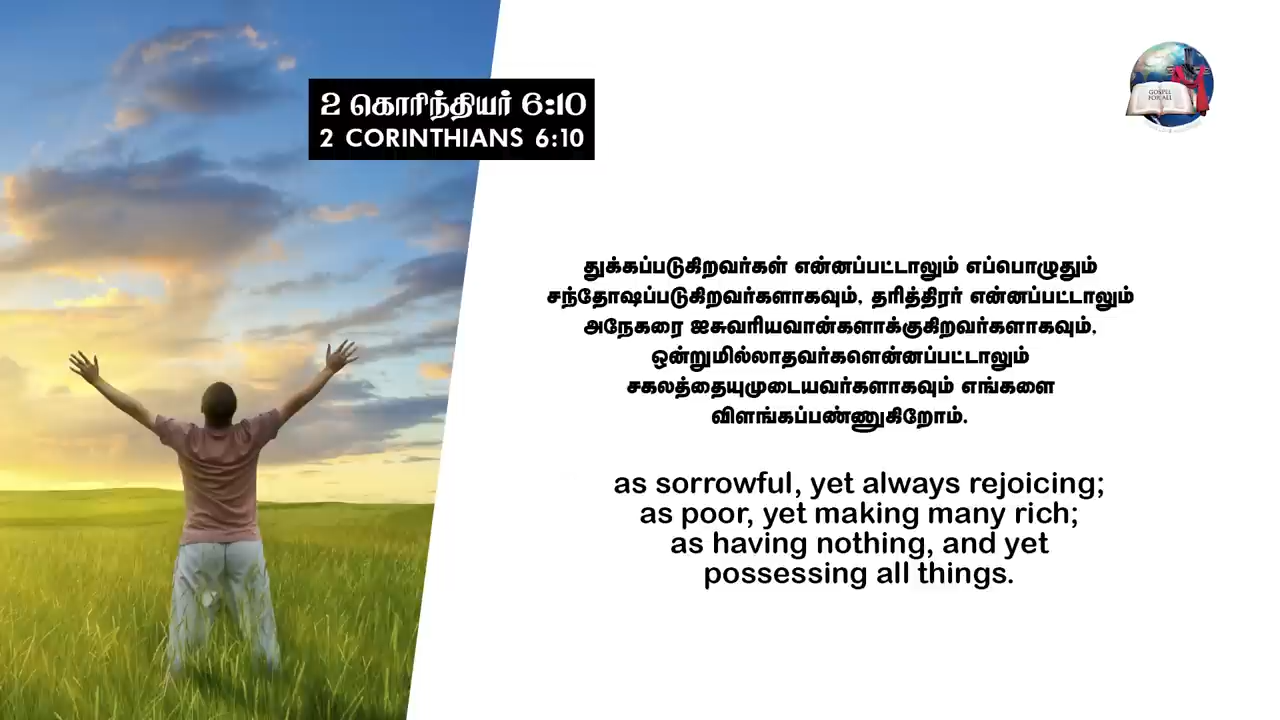 2 கொரிந்தியர் 6:10
2 CORINTHIANS 6:10
GOSPEL
FOR ALL
துக்கப்படுகிறவர்கள் என்னப்பட்டாலும் எப்பொழுதும்
சந்தோஷப்படுகிறவர்களாகவும், தரித்திரர் என்னப்பட்டாலும்
அநேகரை ஐசுவரியவான்களாக்குகிறவர்களாகவும்,
ஒன்றுமில்லாதவர்களென்னப்பட்டாலும்
சகலத்தையுமுடையவர்களாகவும் எங்களை
விளங்கப்பண்ணுகிறோம்.
as sorrowful, yet always rejoicing;
as poor, yet making many rich;
as having nothing, and yet
possessing all things.